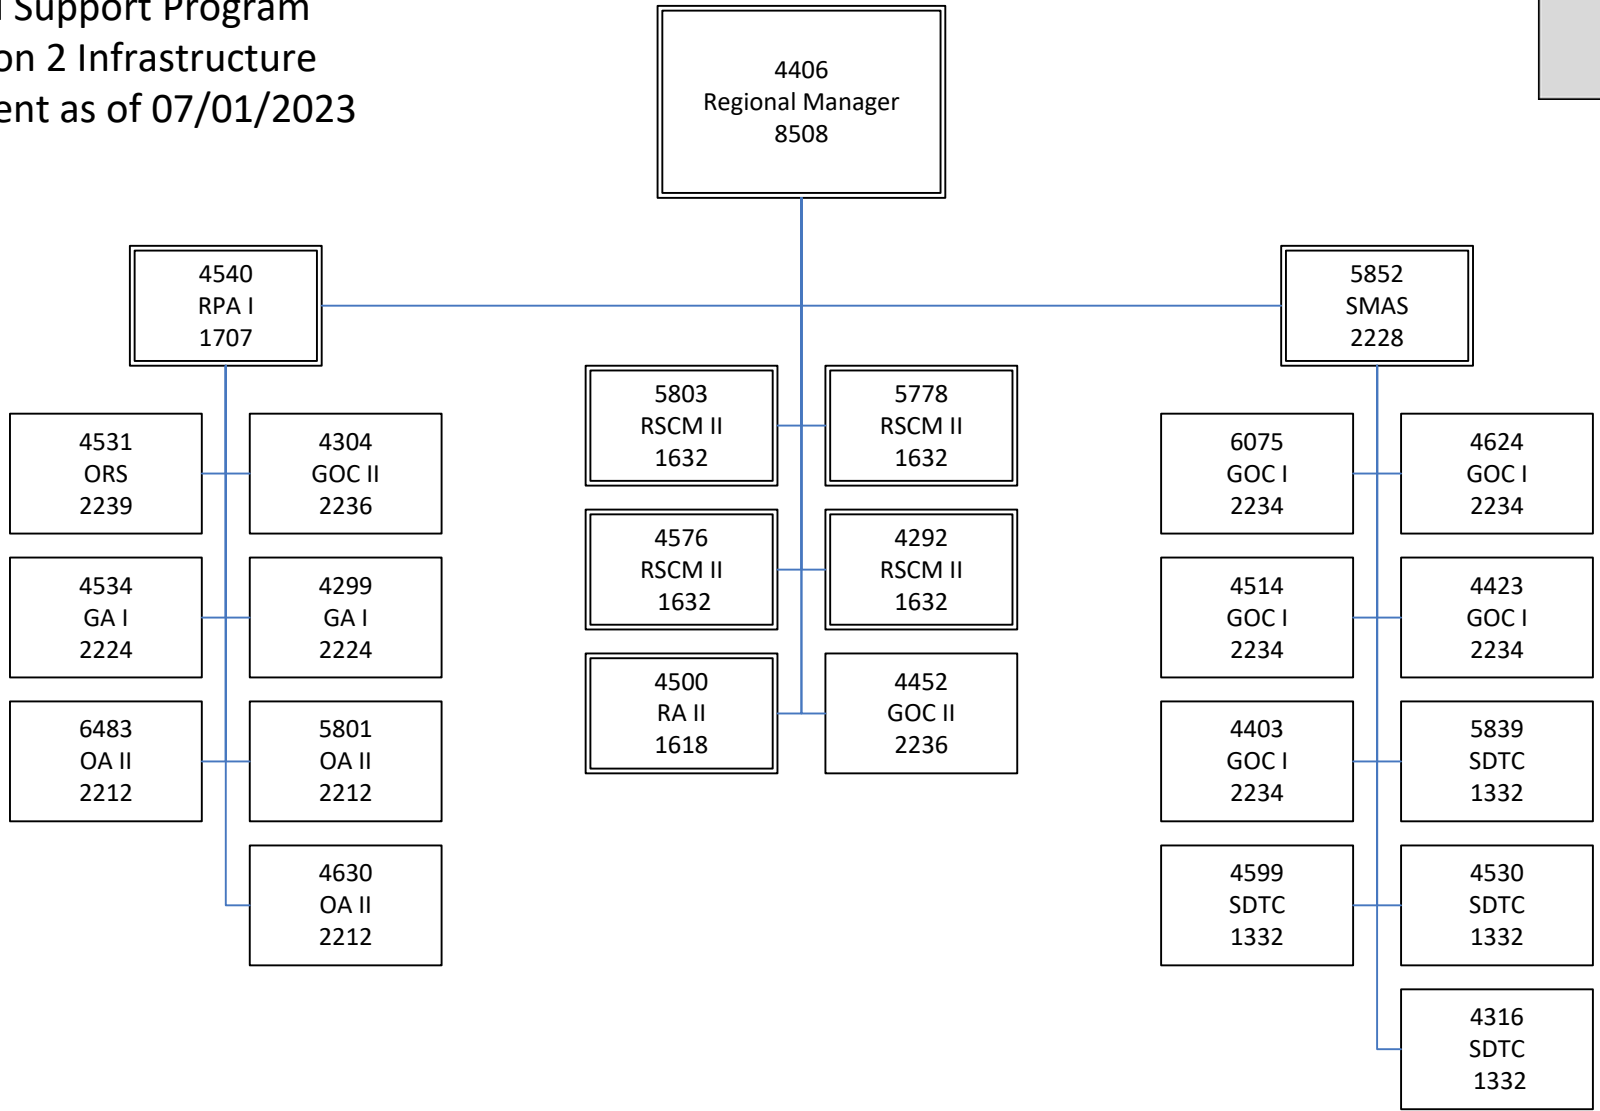 Support Program
on 2 Infrastructure
ent as of 07/01/2023
4406
Regional Manager
8508
4540
RPA I
1707
5852
SMAS
2228
5803
RSCM II
1632
5778
RSCM II
1632
4531
ORS
2239
4304
GOC II
2236
6075
GOC I
2234
4624
GOC I
2234
4576
RSCM II
1632
4292
RSCM II
1632
4534
GA I
2224
4299
GA I
2224
4514
GOC I
2234
4423
GOC I
2234
4500
RA II
1618
4452
GOC II
2236
6483
OA II
2212
5801
OA II
2212
4403
GOC I
2234
5839
SDTC
1332
4630
OA II
2212
4599
SDTC
1332
4530
SDTC
1332
4316
SDTC
1332